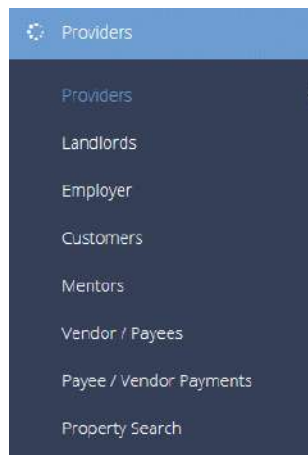 Providers
Providers
Landlords
Employer
Customers
Mentors
Vendor / Payees
Payee / Vendor Payments
Property Search